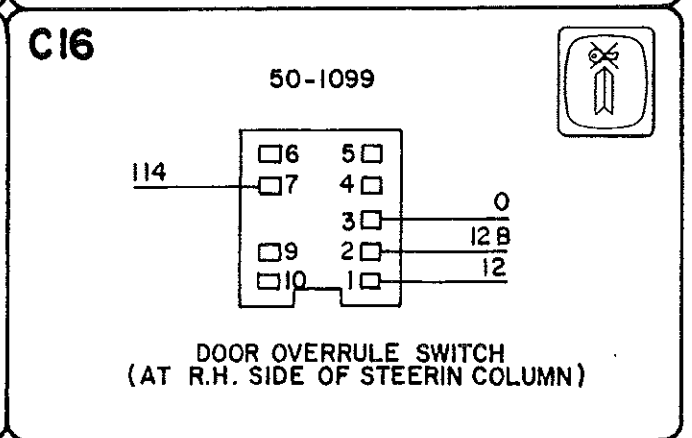 C16
50-1099
6 5
114 7 4
3 0
9 2 12B
10 1 12
DOOR OVERRULE SWITCH
(AT R.H. SIDE OF STEERIN COLUMN)